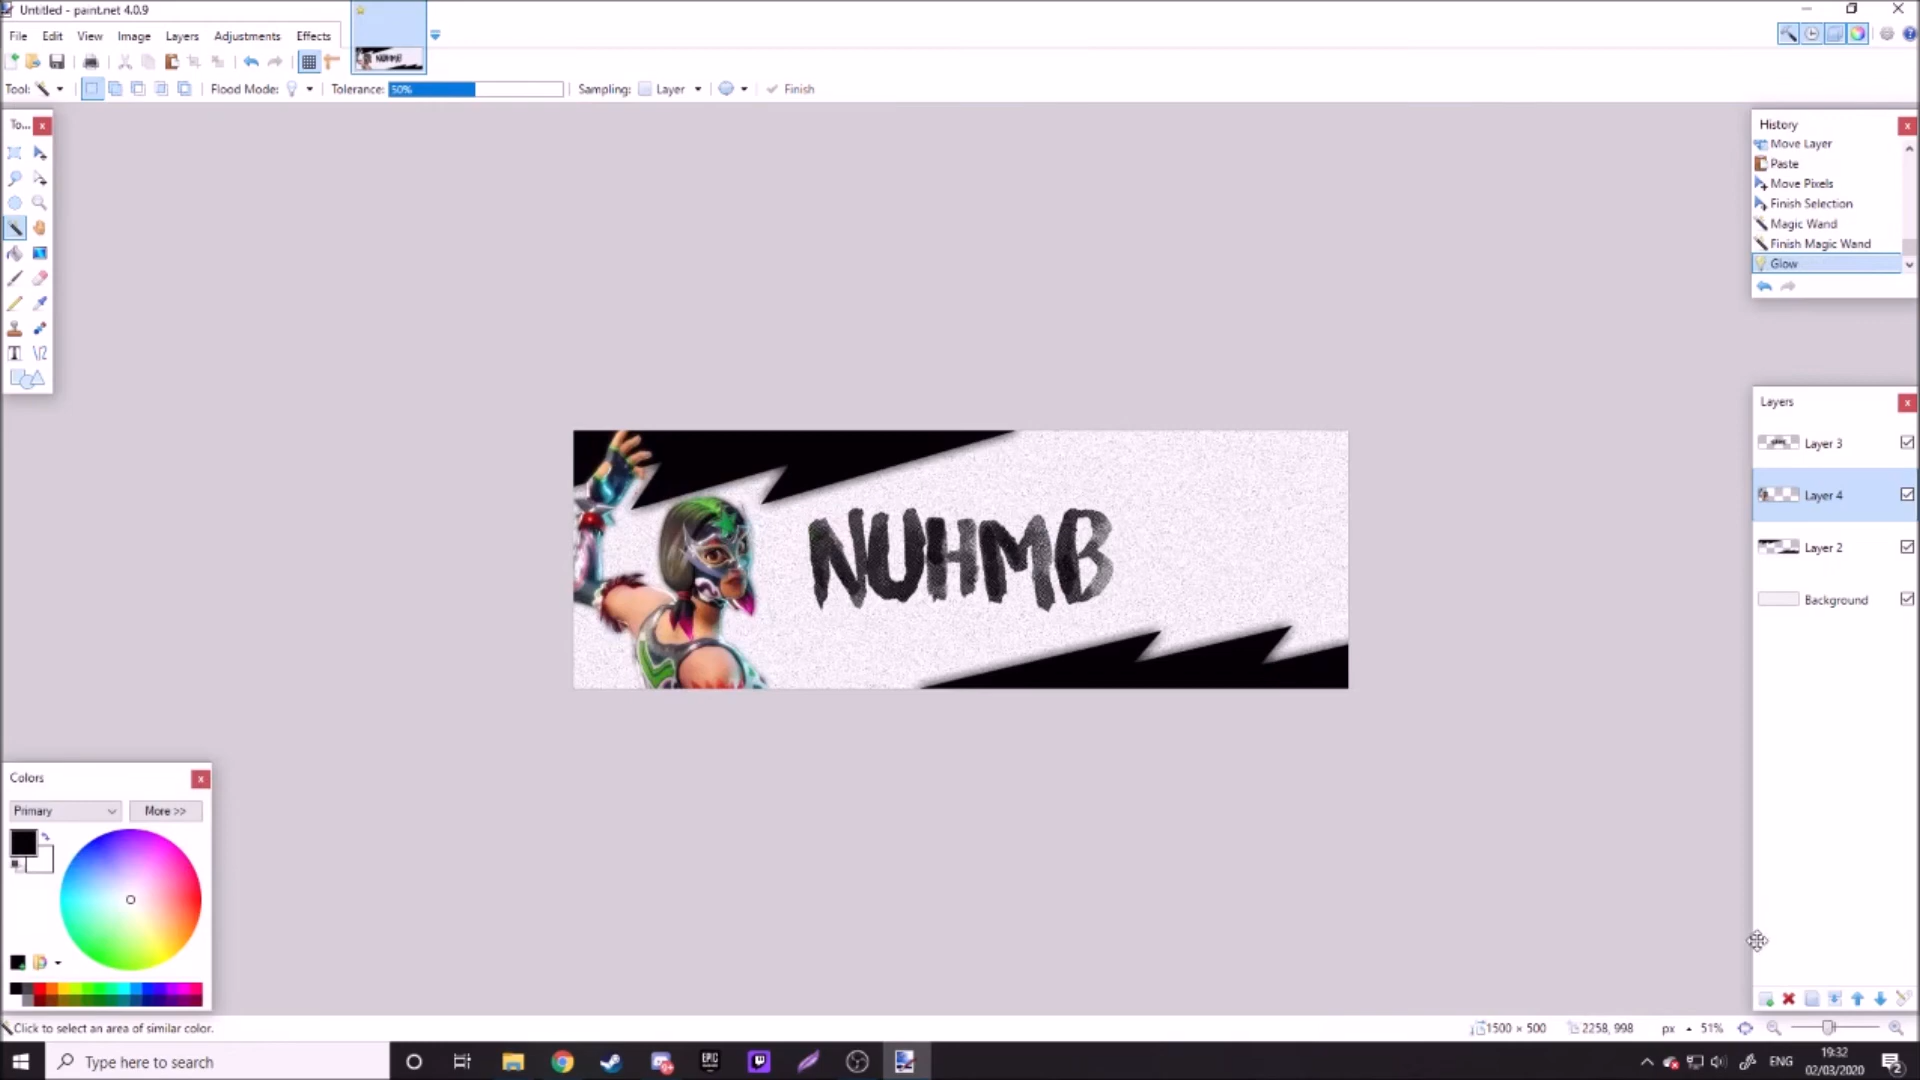 Untitled - paint.net 4.0.9
File Edit View Image Layers Adjustments Effects
Tool: Flood Mode: Tolerance: 50% Sampling: Layer Finish
To...
History
Move Layer
Paste
Move Pixels
Finish Selection
Magic Wand
Finish Magic Wand
Glow
NUHMB
Layers
Layer 3
Layer 4
Layer 2
Background
Colors
Primary More >>
Click to select an area of similar color.
1500 × 500 2258, 998 px 51%
Type here to search
EPIC
ENG
19:32
02/03/2020
2